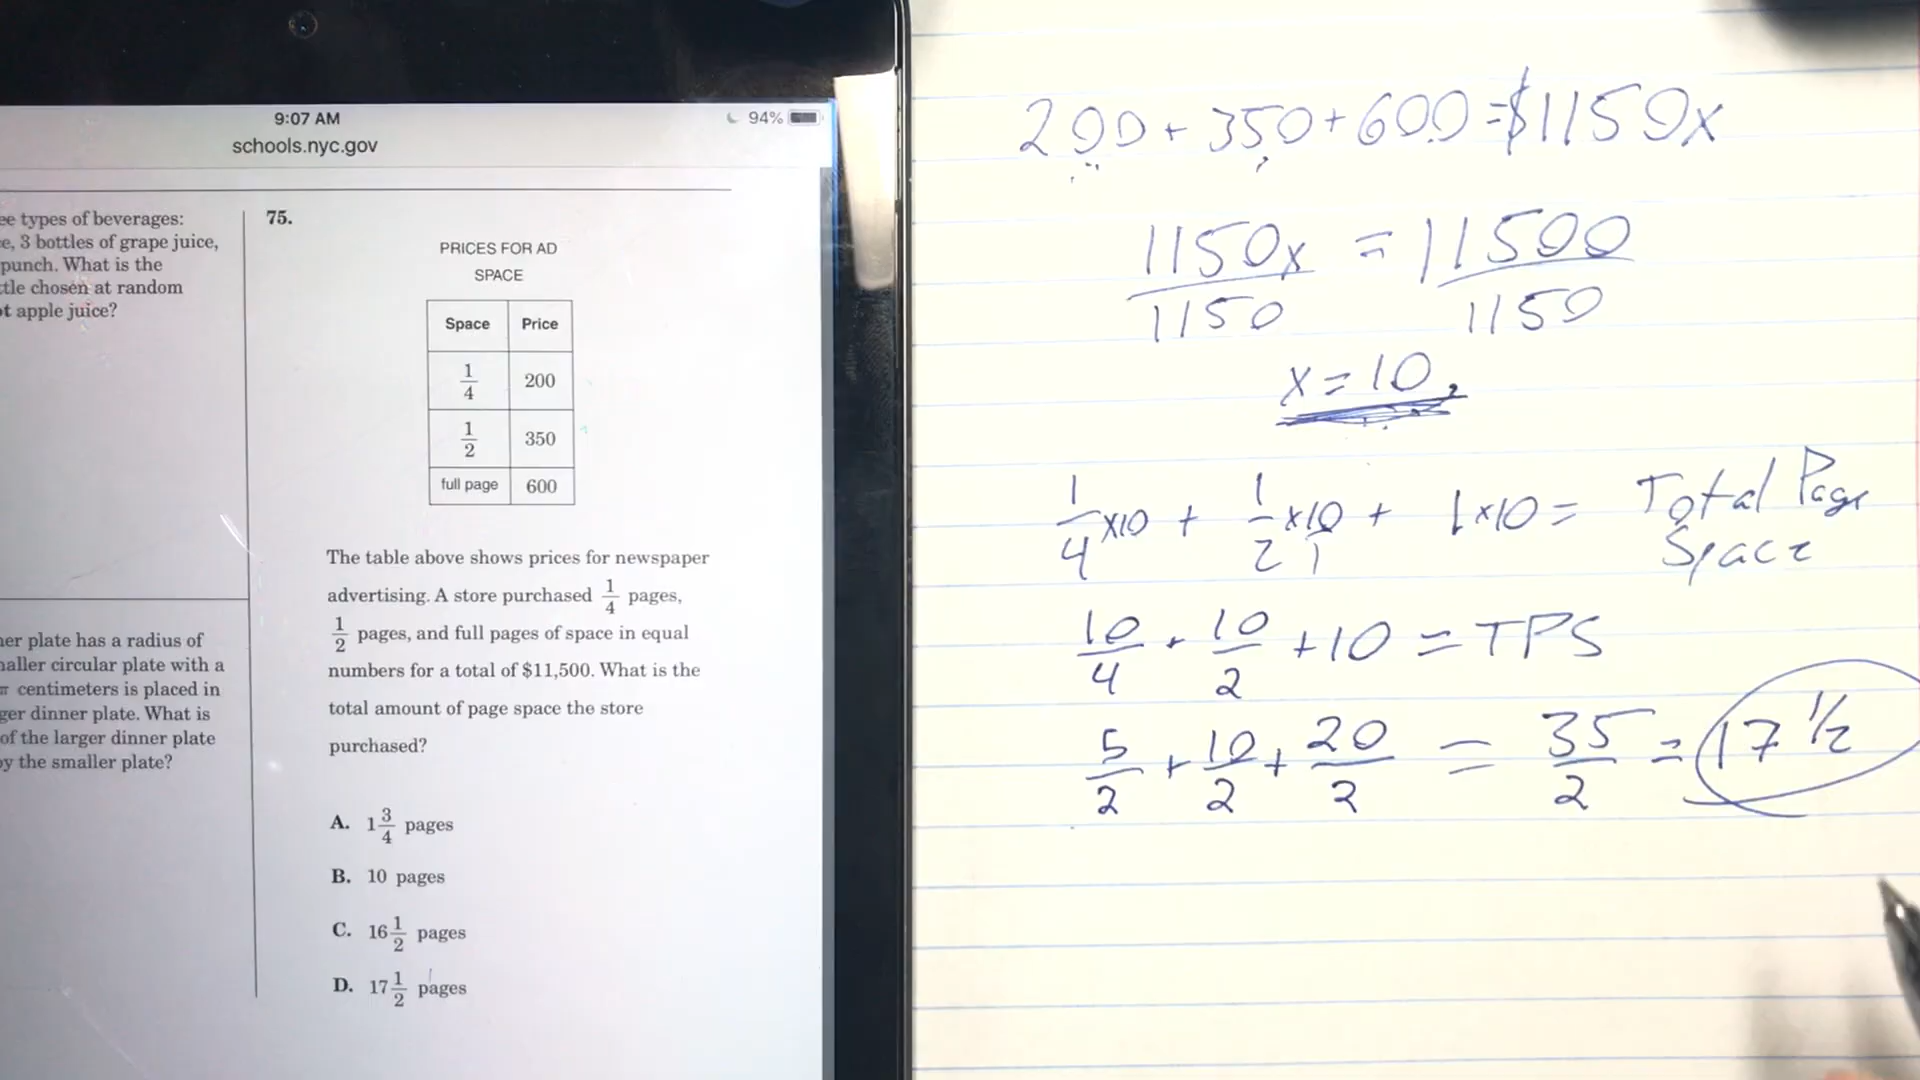 9:07 AM
94%
schools.nyc.gov
ee types of beverages:
e, 3 bottles of grape juice,
punch. What is the
tle chosen at random
t apple juice?
er plate has a radius of
aller circular plate with a
π centimeters is placed in
ger dinner plate. What is
of the larger dinner plate
y the smaller plate?
75.
PRICES FOR AD
SPACE
Space Price
1/4 200
1/2 350
full page 600
The table above shows prices for newspaper
advertising. A store purchased 1/4 pages,
1/2 pages, and full pages of space in equal
numbers for a total of $11,500. What is the
total amount of page space the store
purchased?
A. 1 3/4 pages
B. 10 pages
C. 16 1/2 pages
D. 17 1/2 pages
200 + 350 + 600 = $1150x
1150x/1150 = 11500/1150
x = 10
1/4 x10 + 1/2 x10 + 1 x10 = Total Page
Space
10/4 + 10/2 + 10 = TPS
5/2 + 10/2 + 20/2 = 35/2 = 17 1/2